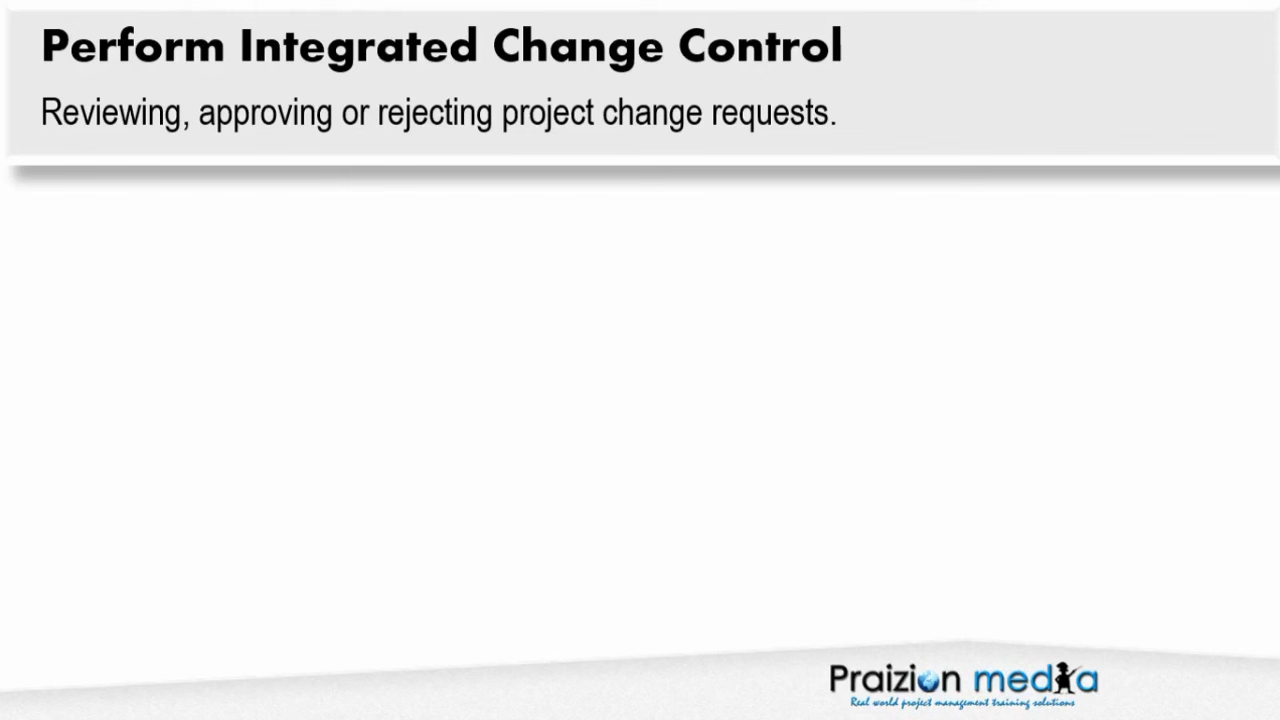 Perform Integrated Change Control
Reviewing, approving or rejecting project change requests.
Praizion media
Real world project management training solutions